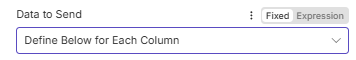 Data to Send Fixed Expression
Define Below for Each Column